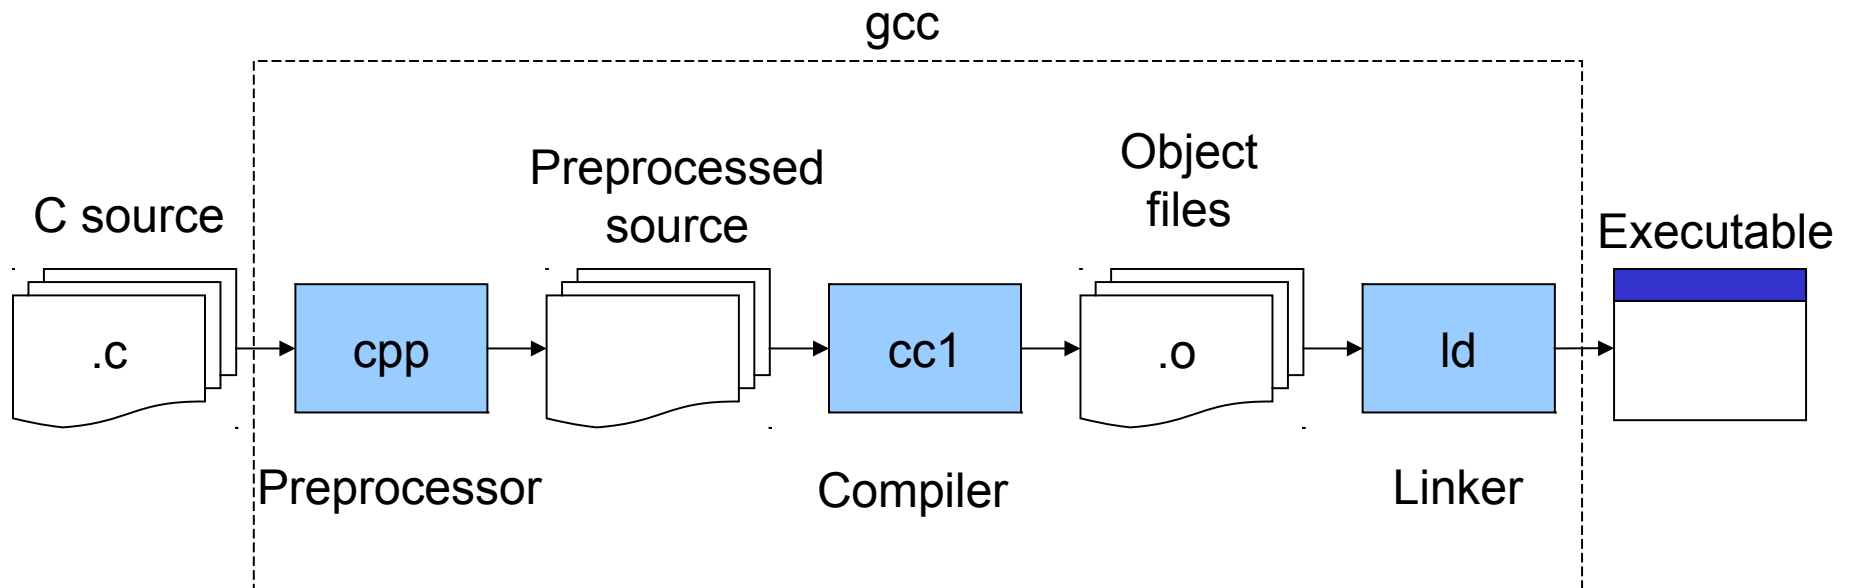 gcc
C source
.c
cpp
Preprocessor
Preprocessed
source
cc1
Compiler
Object
files
.o
ld
Linker
Executable